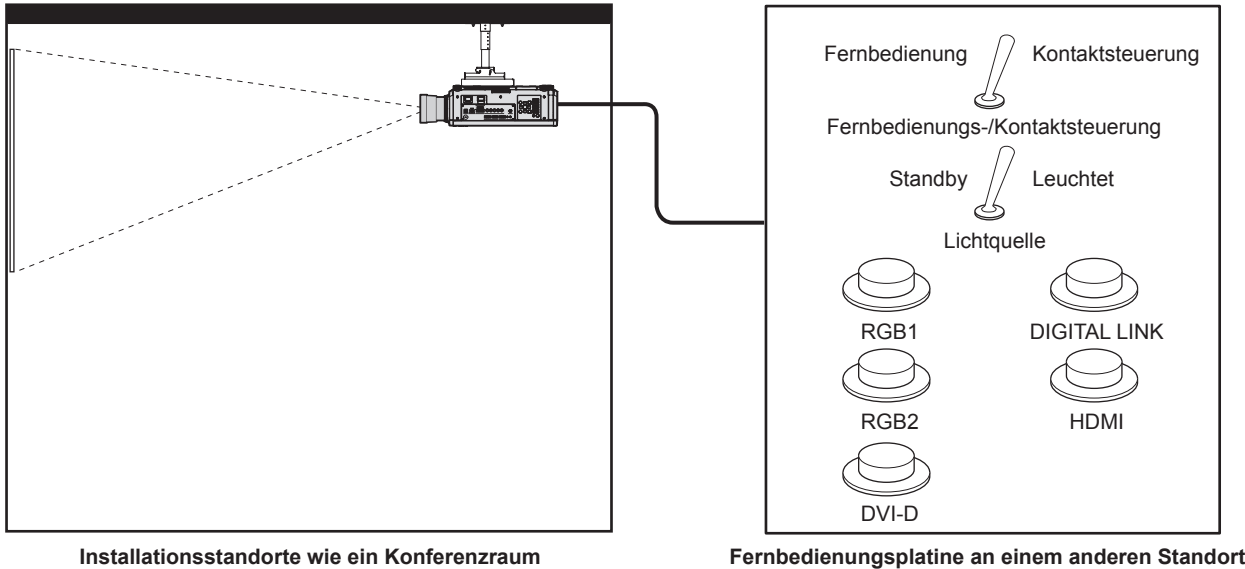 Fernbedienung Kontaktsteuerung
Fernbedienungs-/Kontaktsteuerung
Standby Leuchtet
Lichtquelle
RGB1 DIGITAL LINK
RGB2 HDMI
DVI-D
Installationsstandorte wie ein Konferenzraum
Fernbedienungsplatine an einem anderen Standort